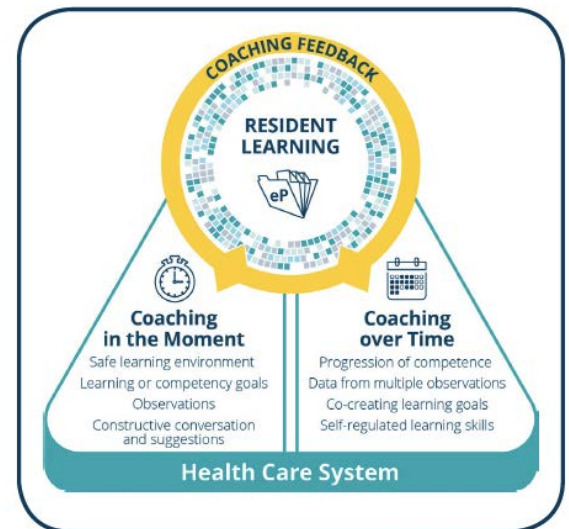 COACHING FEEDBACK
RESIDENT
LEARNING
eP
Coaching
in the Moment
Safe learning environment
Learning or competency goals
Observations
Constructive conversation
and suggestions
Coaching
over Time
Progression of competence
Data from multiple observations
Co-creating learning goals
Self-regulated learning skills
Health Care System